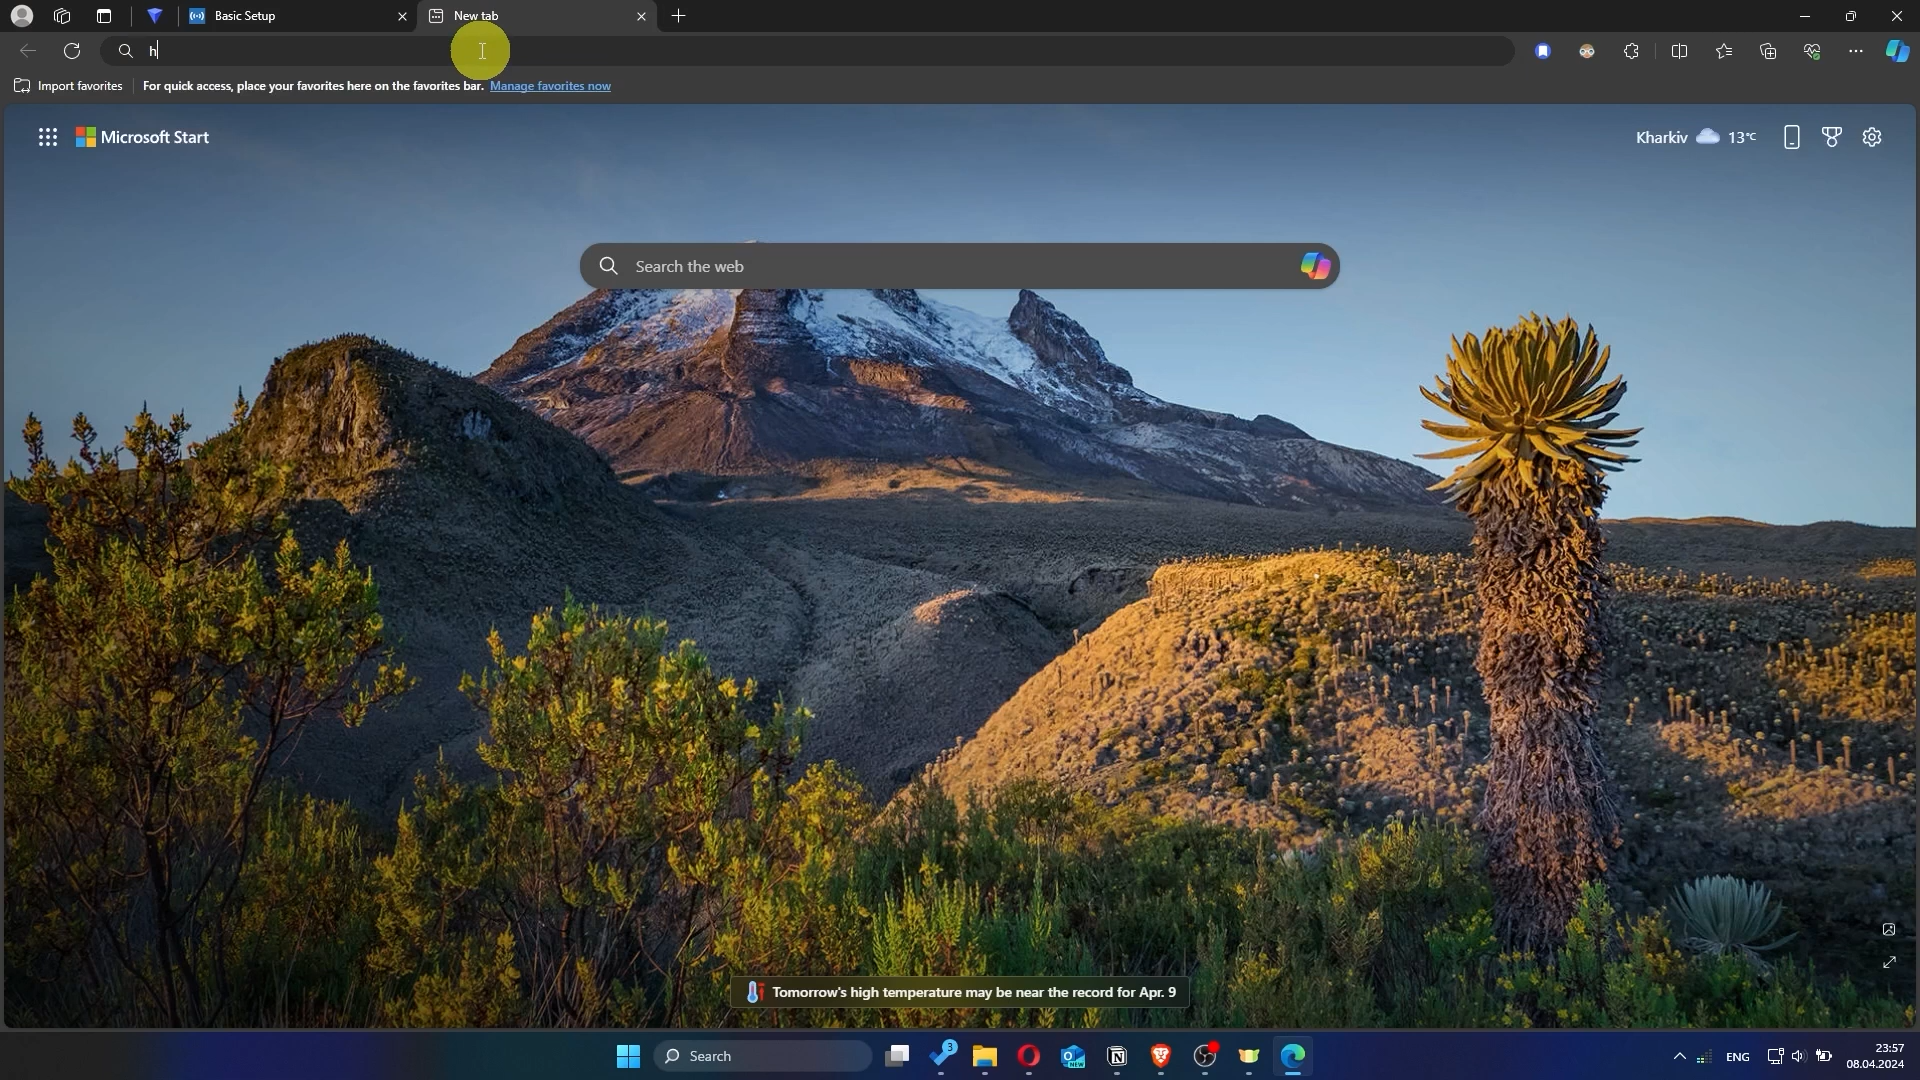 Basic Setup
New tab
h
Import favorites
For quick access, place your favorites here on the favorites bar. Manage favorites now
Microsoft Start
Kharkiv 13°C
Search the web
Tomorrow's high temperature may be near the record for Apr. 9
Search
3
NEW
ENG
23:57
08.04.2024